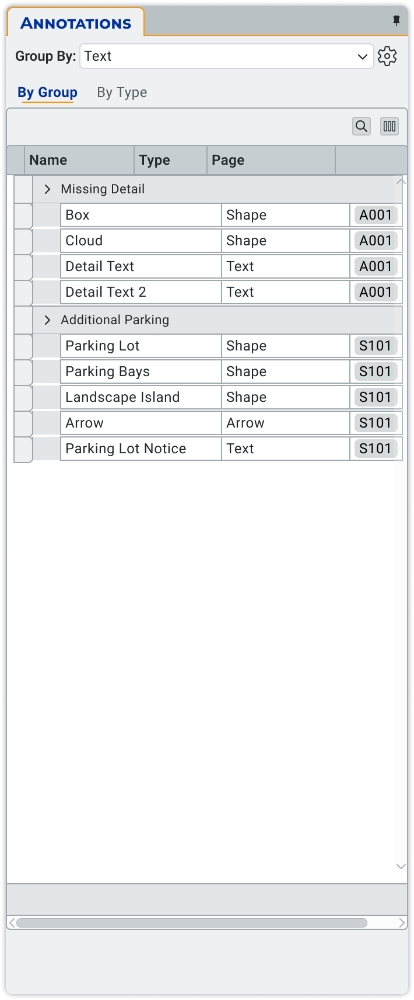 ANNOTATIONS
Group By: Text
By Group By Type
Name Type Page
Missing Detail
Box Shape A001
Cloud Shape A001
Detail Text Text A001
Detail Text 2 Text A001
Additional Parking
Parking Lot Shape S101
Parking Bays Shape S101
Landscape Island Shape S101
Arrow Arrow S101
Parking Lot Notice Text S101